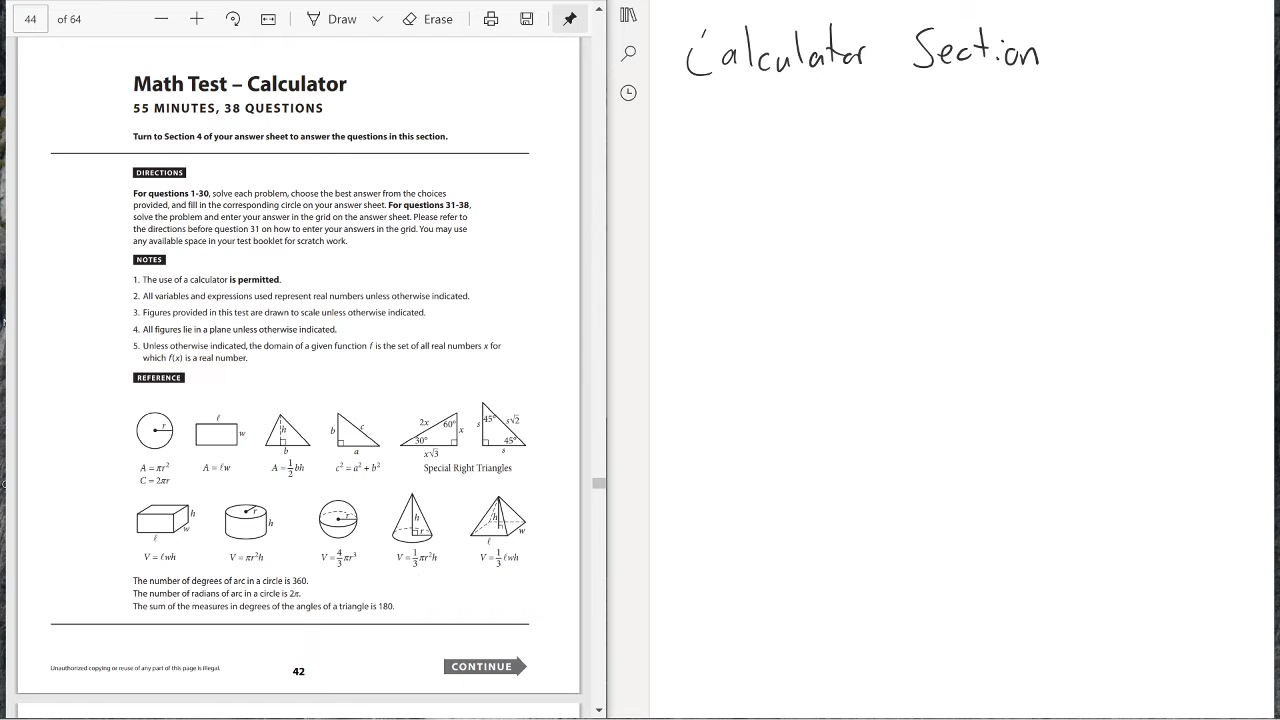 44 of 64 Draw Erase
Calculator Section
Math Test – Calculator
55 MINUTES, 38 QUESTIONS
Turn to Section 4 of your answer sheet to answer the questions in this section.
DIRECTIONS
For questions 1-30, solve each problem, choose the best answer from the choices
provided, and fill in the corresponding circle on your answer sheet. For questions 31-38,
solve the problem and enter your answer in the grid on the answer sheet. Please refer to
the directions before question 31 on how to enter your answers in the grid. You may use
any available space in your test booklet for scratch work.
NOTES
1. The use of a calculator is permitted.
2. All variables and expressions used represent real numbers unless otherwise indicated.
3. Figures provided in this test are drawn to scale unless otherwise indicated.
4. All figures lie in a plane unless otherwise indicated.
5. Unless otherwise indicated, the domain of a given function f is the set of all real numbers x for
which f(x) is a real number.
REFERENCE
r ℓ w h b b c a 2x 60° x 30° x√3 s 45° s√2 45° s
A = πr² A = ℓw A = 1/2 bh c² = a² + b² Special Right Triangles
C = 2πr
h w ℓ r h r h r h w ℓ
V = ℓwh V = πr²h V = 4/3 πr³ V = 1/3 πr²h V = 1/3 ℓwh
The number of degrees of arc in a circle is 360.
The number of radians of arc in a circle is 2π.
The sum of the measures in degrees of the angles of a triangle is 180.
Unauthorized copying or reuse of any part of this page is illegal. 42 CONTINUE